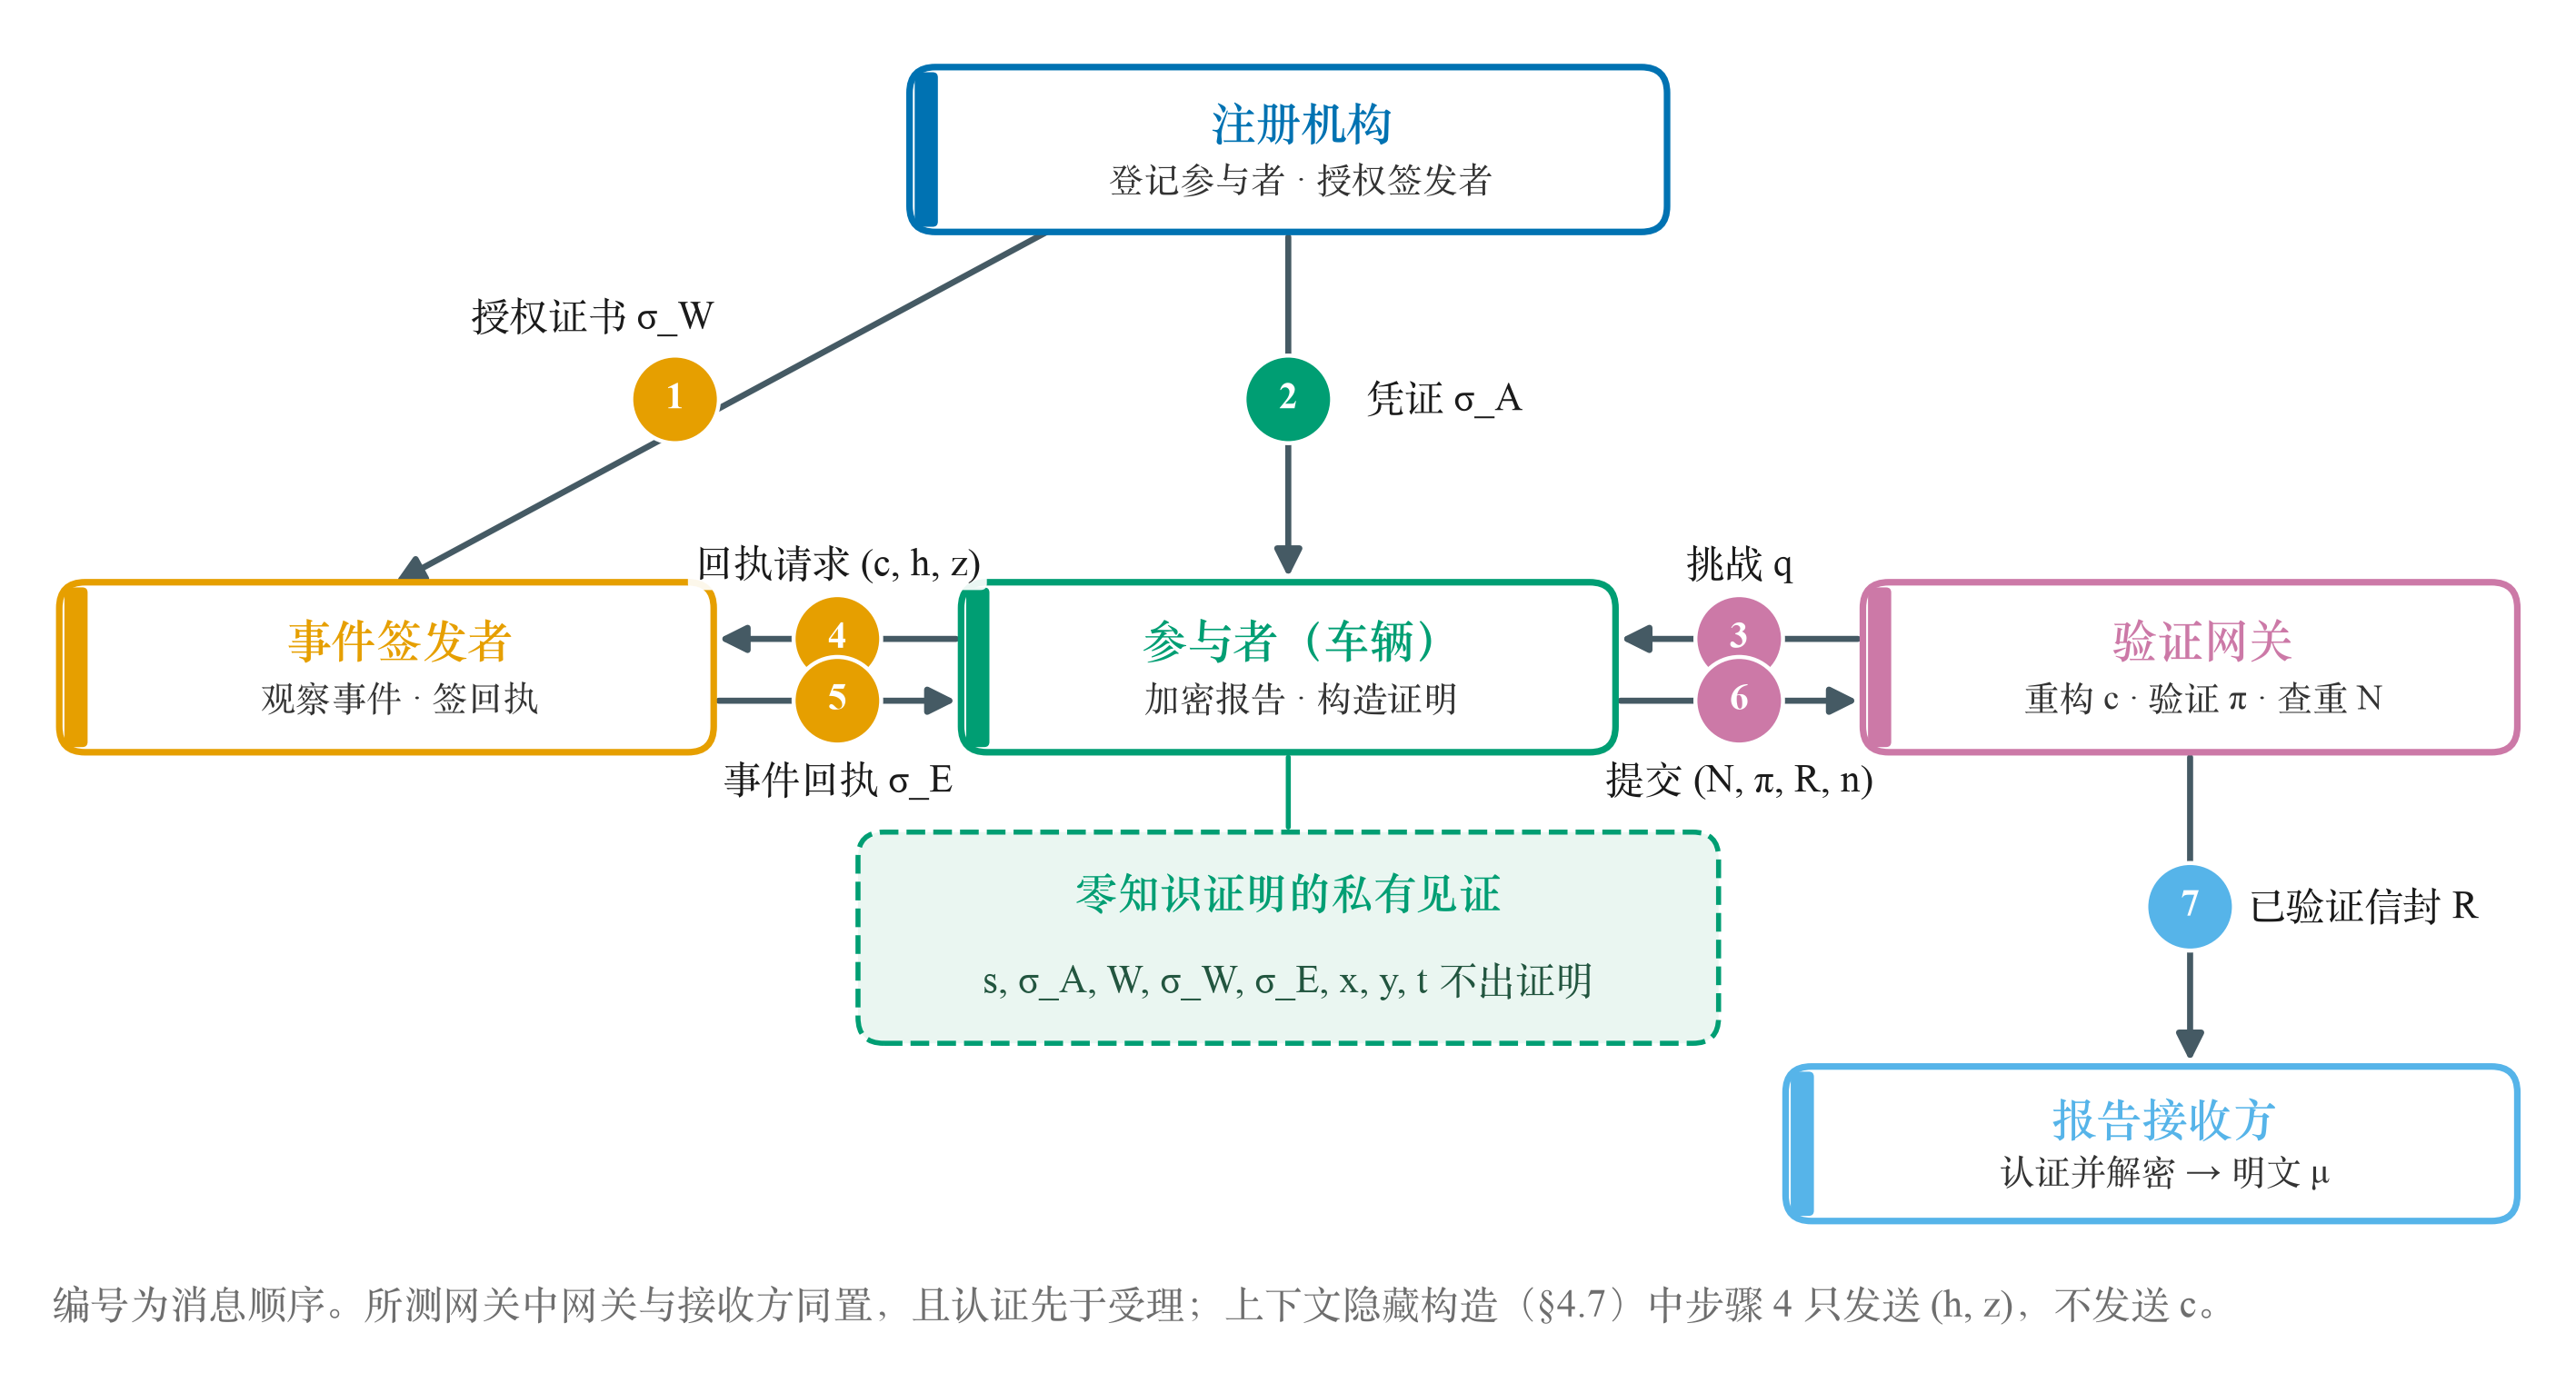 注册机构
登记参与者 · 授权签发者
授权证书 σ_W
1
2
凭证 σ_A
回执请求 (c, h, z)
挑战 q
事件签发者
观察事件 · 签回执
4
5
参与者（车辆）
加密报告 · 构造证明
3
6
验证网关
重构 c · 验证 π · 查重 N
事件回执 σ_E
提交 (N, π, R, n)
零知识证明的私有见证
s, σ_A, W, σ_W, σ_E, x, y, t 不出证明
7
已验证信封 R
报告接收方
认证并解密 → 明文 μ
编号为消息顺序。所测网关中网关与接收方同置，且认证先于受理；上下文隐藏构造（§4.7）中步骤 4 只发送 (h, z)，不发送 c。